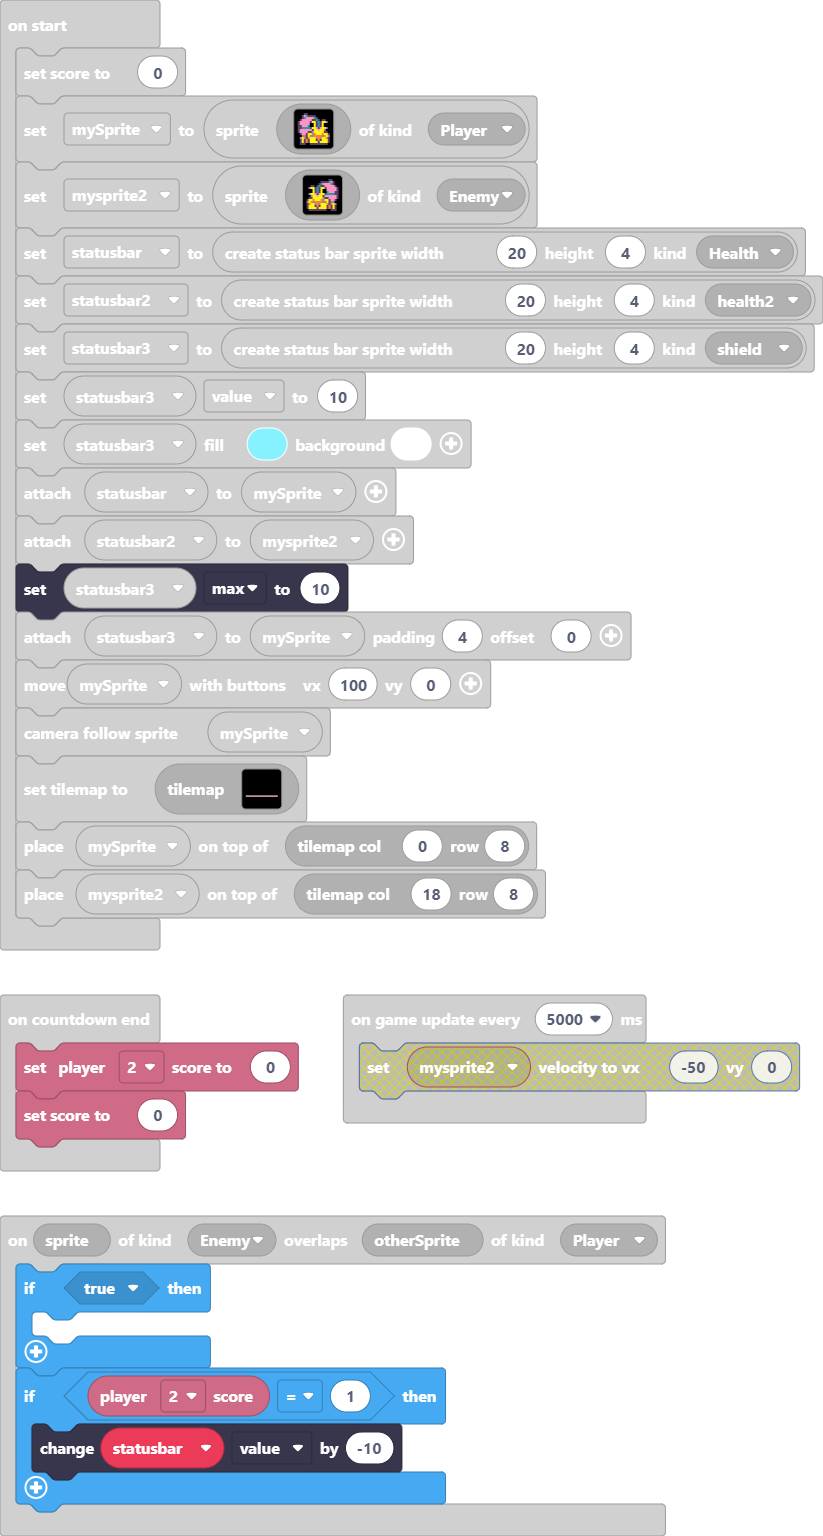 on start
set score to 0
set mySprite to sprite of kind Player
set mysprite2 to sprite of kind Enemy
set statusbar to create status bar sprite width 20 height 4 kind Health
set statusbar2 to create status bar sprite width 20 height 4 kind health2
set statusbar3 to create status bar sprite width 20 height 4 kind shield
set statusbar3 value to 10
set statusbar3 fill background
attach statusbar to mySprite
attach statusbar2 to mysprite2
set statusbar3 max to 10
attach statusbar3 to mySprite padding 4 offset 0
move mySprite with buttons vx 100 vy 0
camera follow sprite mySprite
set tilemap to tilemap
place mySprite on top of tilemap col 0 row 8
place mysprite2 on top of tilemap col 18 row 8
on countdown end
set player 2 score to 0
set score to 0
on game update every 5000 ms
set mysprite2 velocity to vx -50 vy 0
on sprite of kind Enemy overlaps otherSprite of kind Player
if true then
if player 2 score = 1 then
change statusbar value by -10